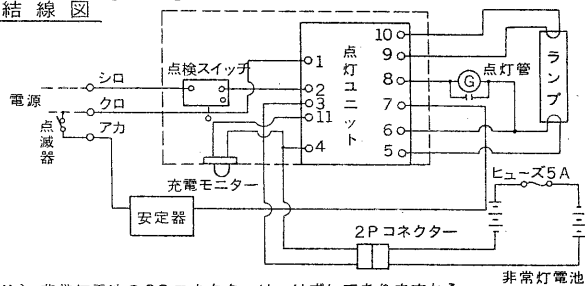 結線図
10
9
点灯ユニット
1
点検スイッチ
8
G
点灯管
ランプ
シロ
2
電源
3
7
クロ
11
6
点滅器
アカ
4
5
充電モニター
ヒューズ5A
安定器
2Pコネクター
非常灯電池